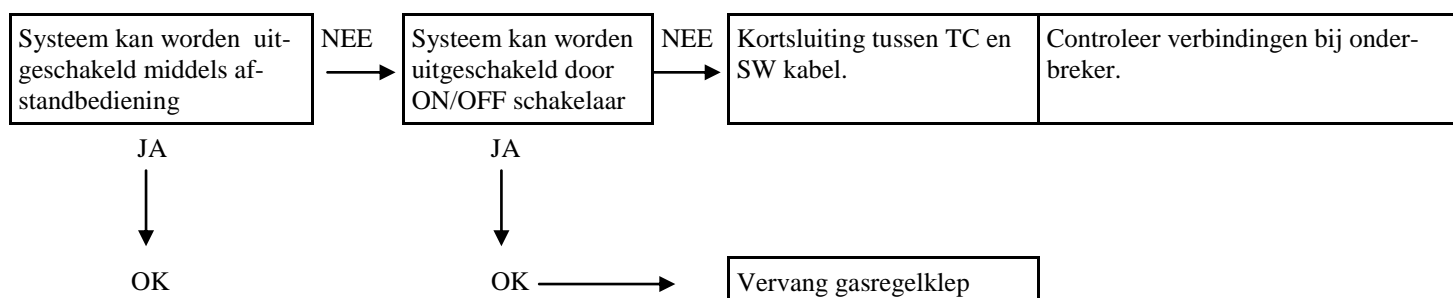 Systeem kan worden  uit-
geschakeld middels af-
standbediening
NEE
Systeem kan worden
uitgeschakeld door
ON/OFF schakelaar
NEE
Kortsluiting tussen TC en
SW kabel.
Controleer verbindingen bij onder-
breker.
JA
JA
OK
OK
Vervang gasregelklep